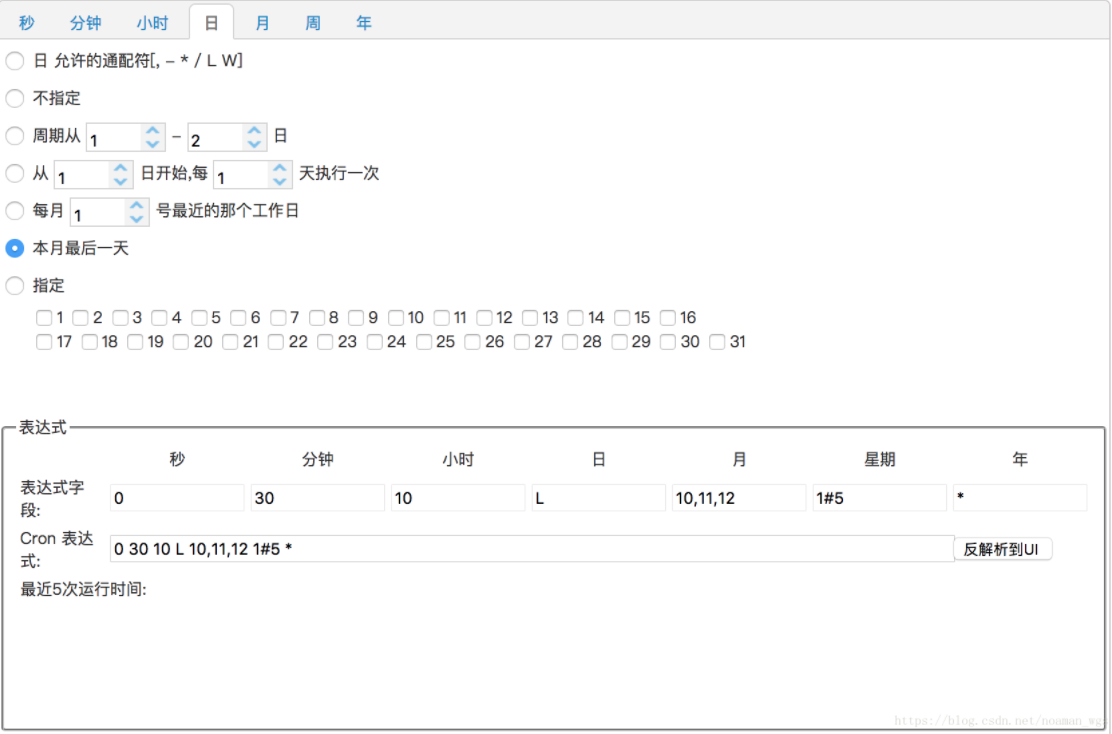 秒 分钟 小时 日 月 周 年
日 允许的通配符[, - * / L W]
不指定
周期从 1 - 2 日
从 1 日开始,每 1 天执行一次
每月 1 号最近的那个工作日
本月最后一天
指定
1 2 3 4 5 6 7 8 9 10 11 12 13 14 15 16
17 18 19 20 21 22 23 24 25 26 27 28 29 30 31
表达式
秒 分钟 小时 日 月 星期 年
表达式字段: 0 30 10 L 10,11,12 1#5 *
Cron 表达式: 0 30 10 L 10,11,12 1#5 * 反解析到UI
最近5次运行时间: